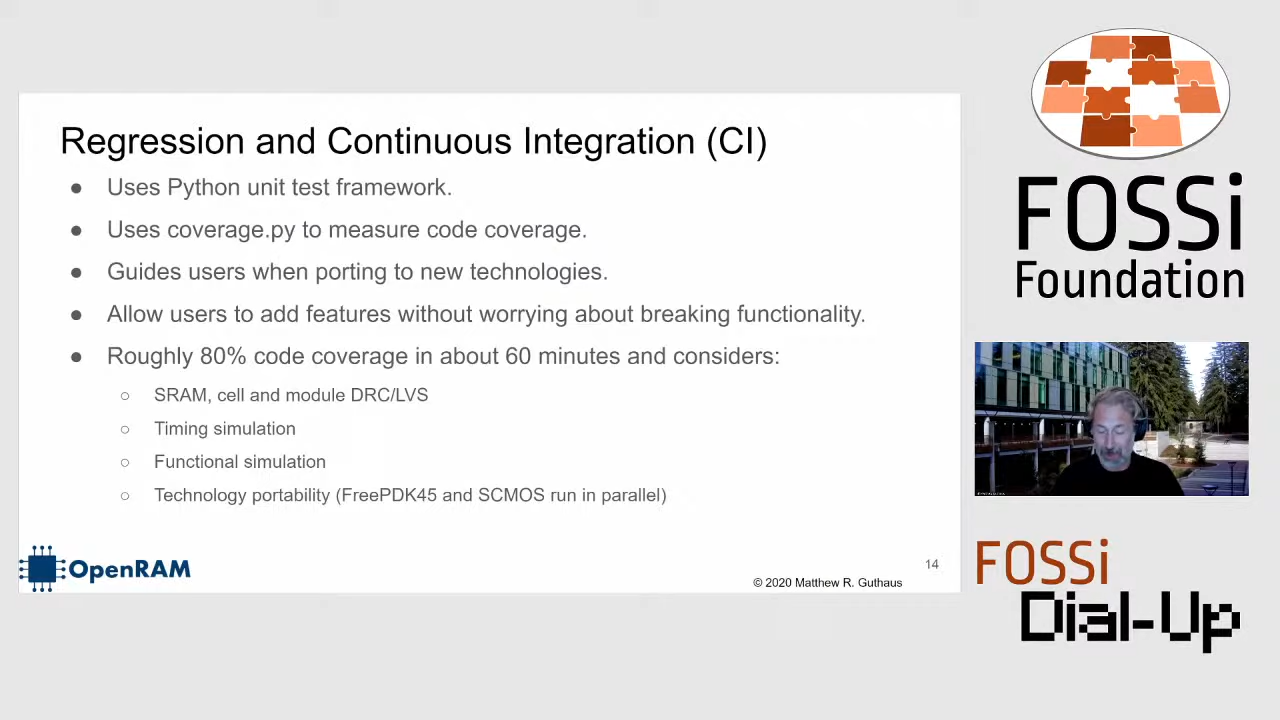 Regression and Continuous Integration (CI)
● Uses Python unit test framework.
● Uses coverage.py to measure code coverage.
● Guides users when porting to new technologies.
● Allow users to add features without worrying about breaking functionality.
● Roughly 80% code coverage in about 60 minutes and considers:
○ SRAM, cell and module DRC/LVS
○ Timing simulation
○ Functional simulation
○ Technology portability (FreePDK45 and SCMOS run in parallel)
OpenRAM
14
© 2020 Matthew R. Guthaus
FOSSi
Foundation
FOSSi
Dial-Up